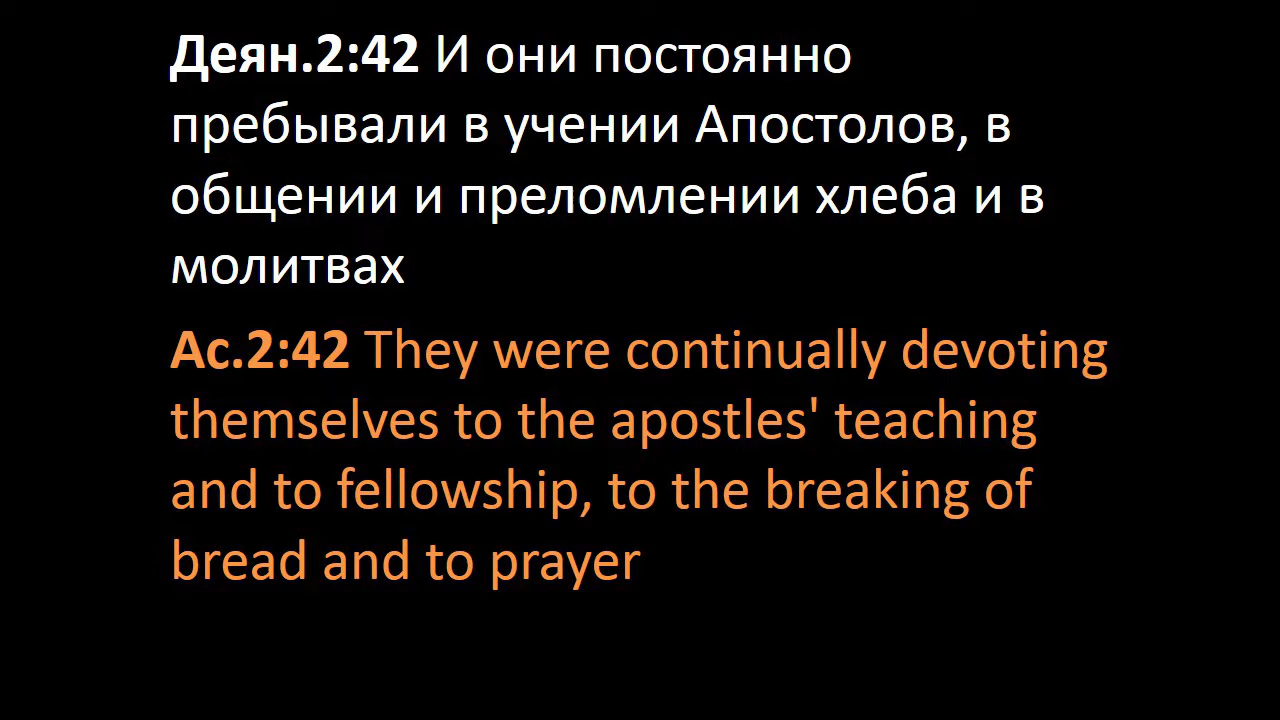 Деян.2:42 И они постоянно
пребывали в учении Апостолов, в
общении и преломлении хлеба и в
молитвах
Ac.2:42 They were continually devoting
themselves to the apostles' teaching
and to fellowship, to the breaking of
bread and to prayer